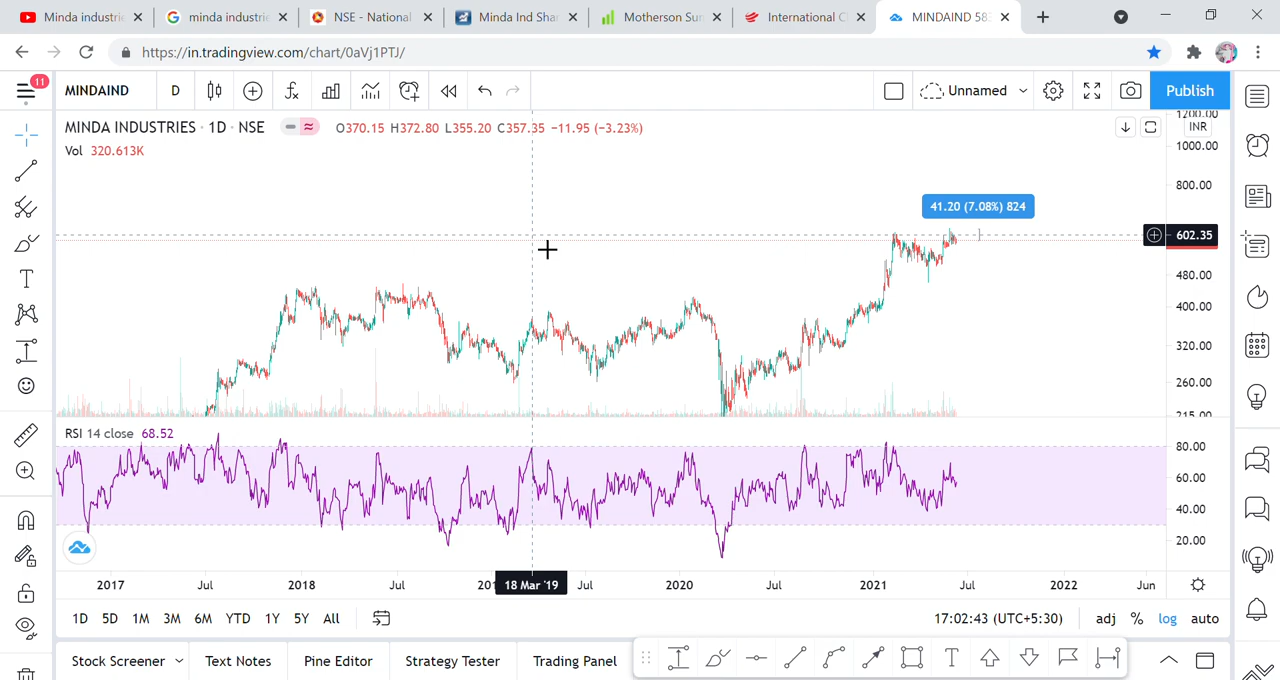 Minda industrie
minda industrie
NSE - National
Minda Ind Sha
Motherson Su
International C
MINDAIND 58
https://in.tradingview.com/chart/0aVj1PTJ/
11
MINDAIND
D
Unnamed
Publish
MINDA INDUSTRIES · 1D · NSE
O370.15 H372.80 L355.20 C357.35 −11.95 (−3.23%)
Vol 320.613K
1200.00
INR
1000.00
800.00
41.20 (7.08%) 824
602.35
480.00
400.00
320.00
260.00
215.00
RSI 14 close 68.52
80.00
60.00
40.00
20.00
2017
Jul
2018
Jul
18 Mar '19
Jul
2020
Jul
2021
Jul
2022
Jun
1D 5D 1M 3M 6M YTD 1Y 5Y All
17:02:43 (UTC+5:30)
adj % log auto
Stock Screener
Text Notes
Pine Editor
Strategy Tester
Trading Panel